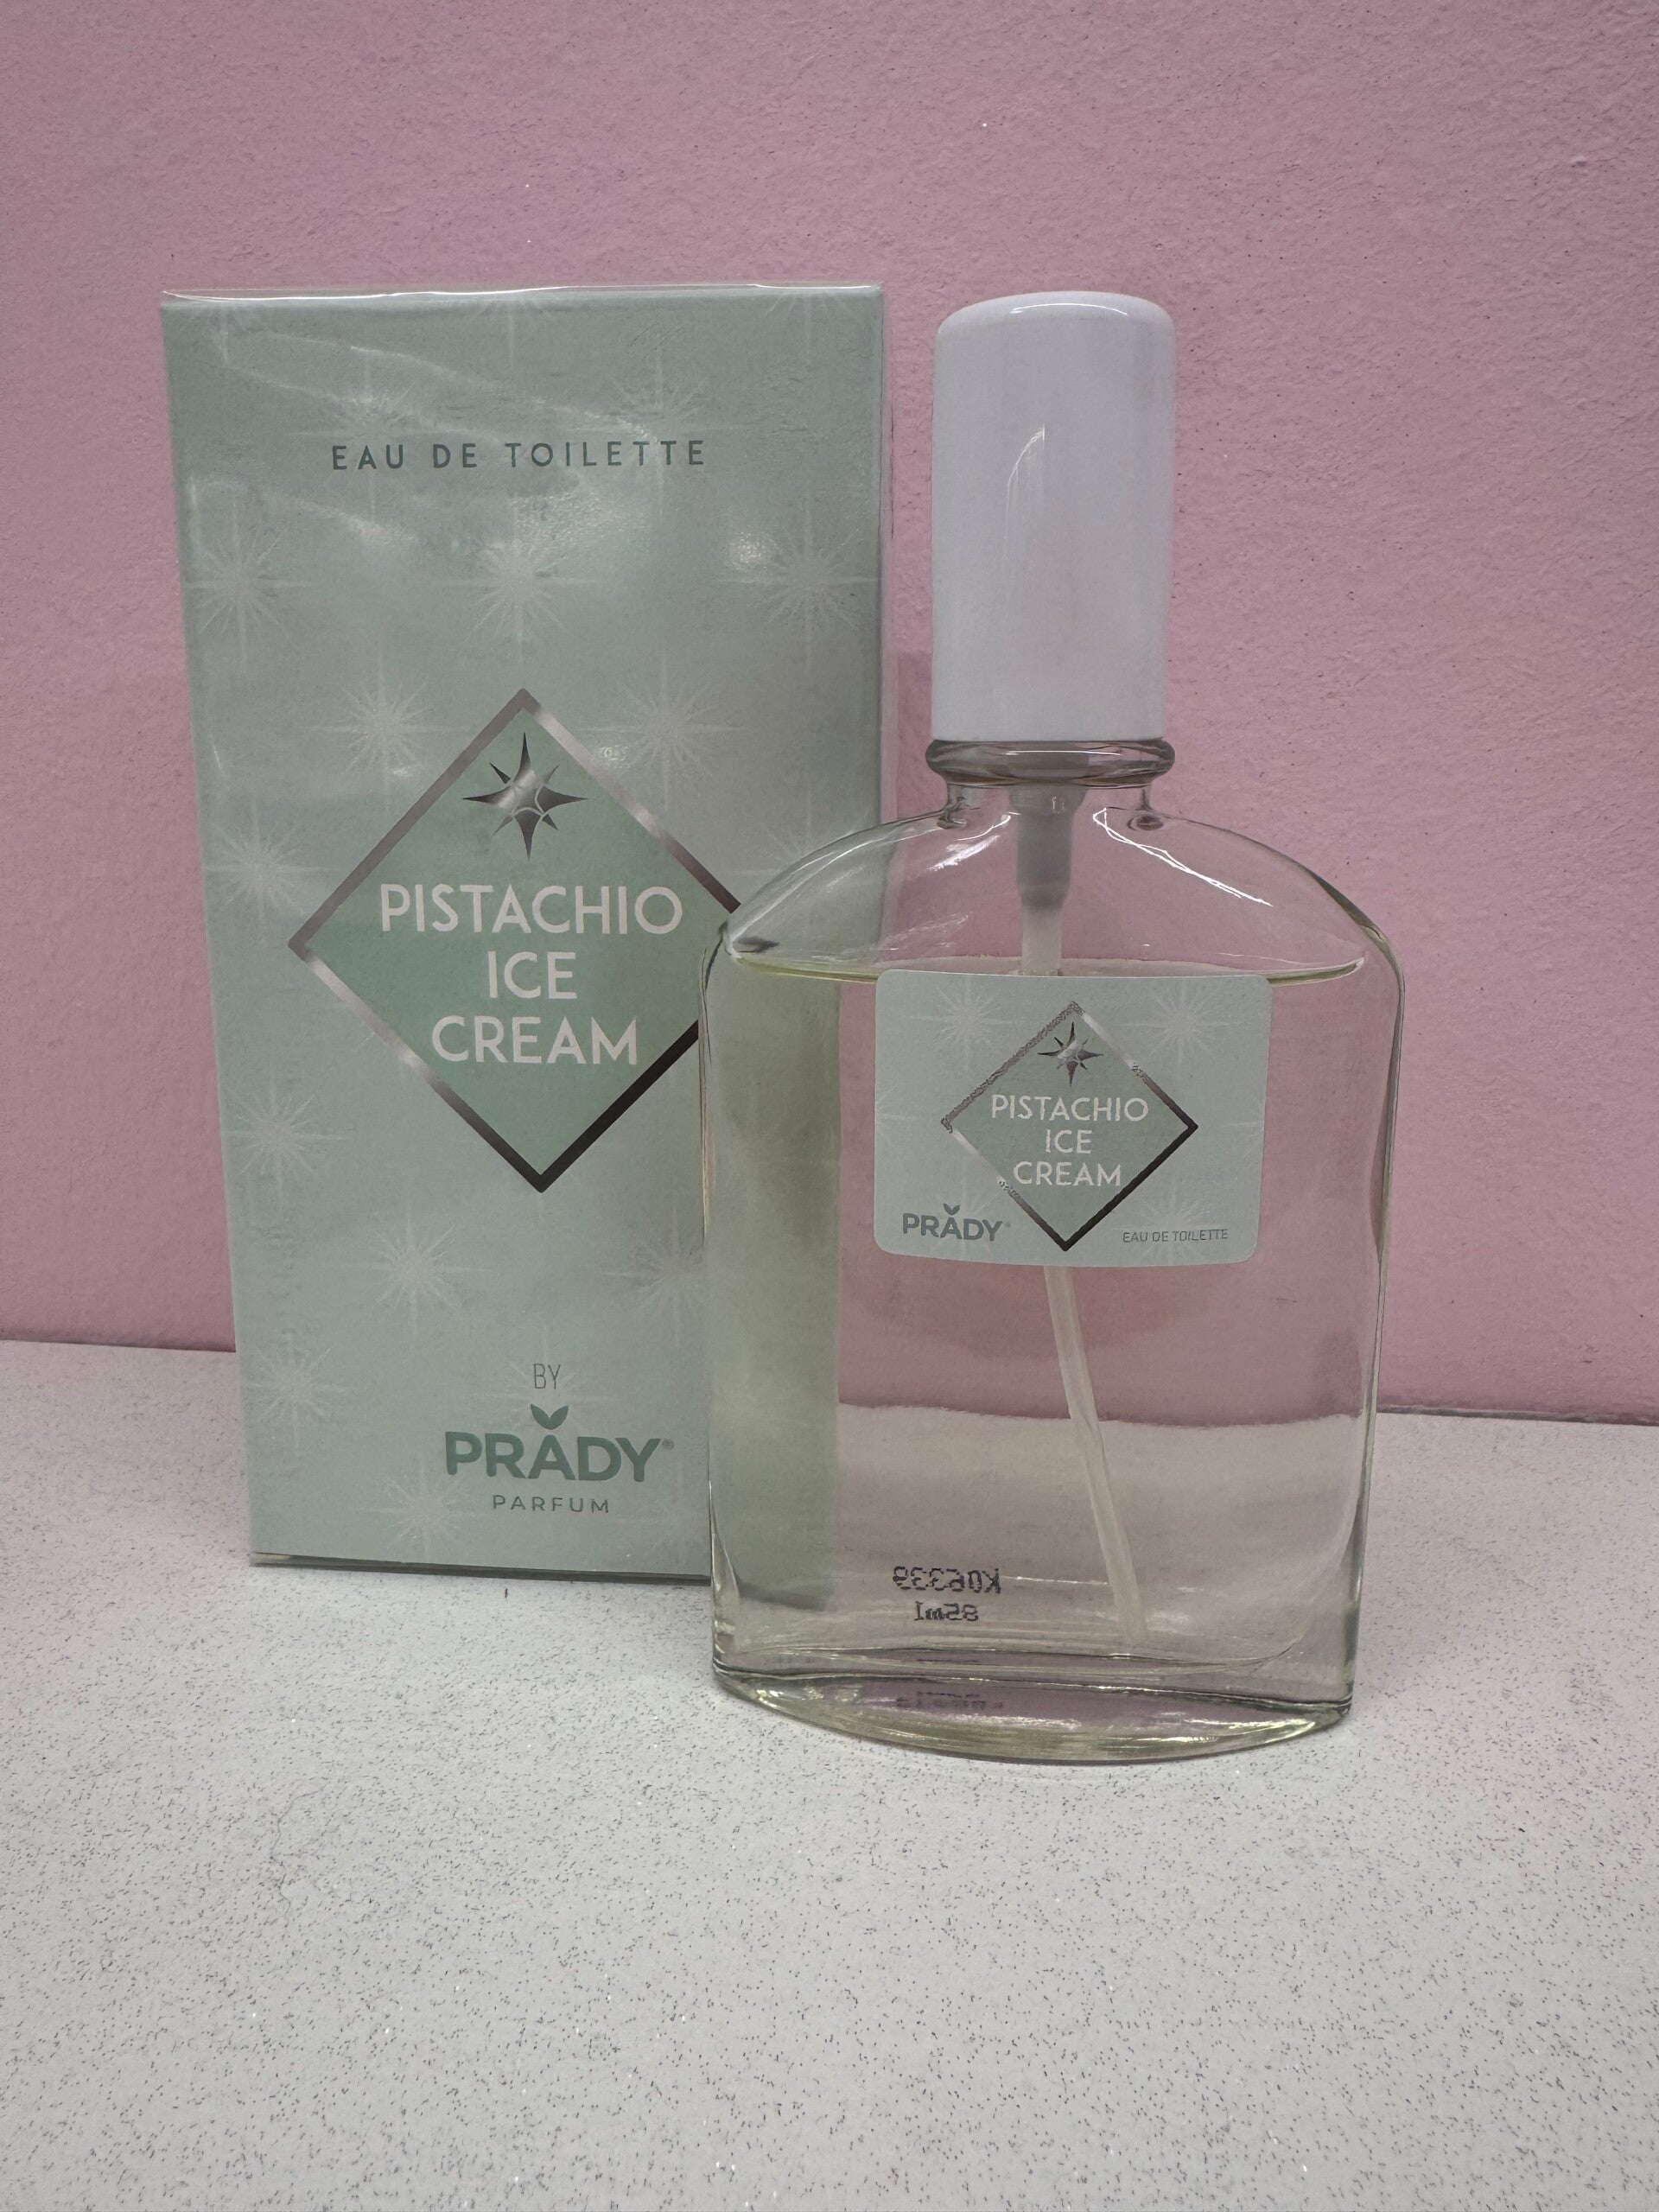 EAU DE TOILETTE
PISTACHIO
ICE
CREAM
BY
PRADY®
PARFUM
PISTACHIO
ICE
CREAM
PRADY®
EAU DE TOILETTE
K06339
85ml